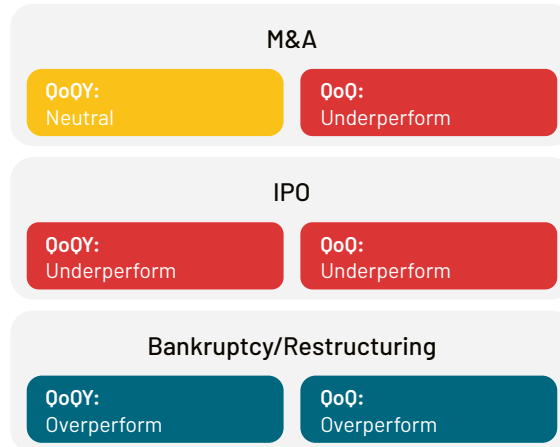 M&A
QoQY:
Neutral
QoQ:
Underperform
IPO
QoQY:
Underperform
QoQ:
Underperform
Bankruptcy/Restructuring
QoQY:
Overperform
QoQ:
Overperform